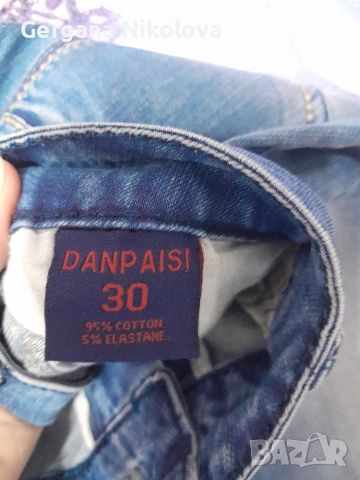 Gergana Nikolova
DANPAISI
30
95% COTTON
5% ELASTANE
BAZAR